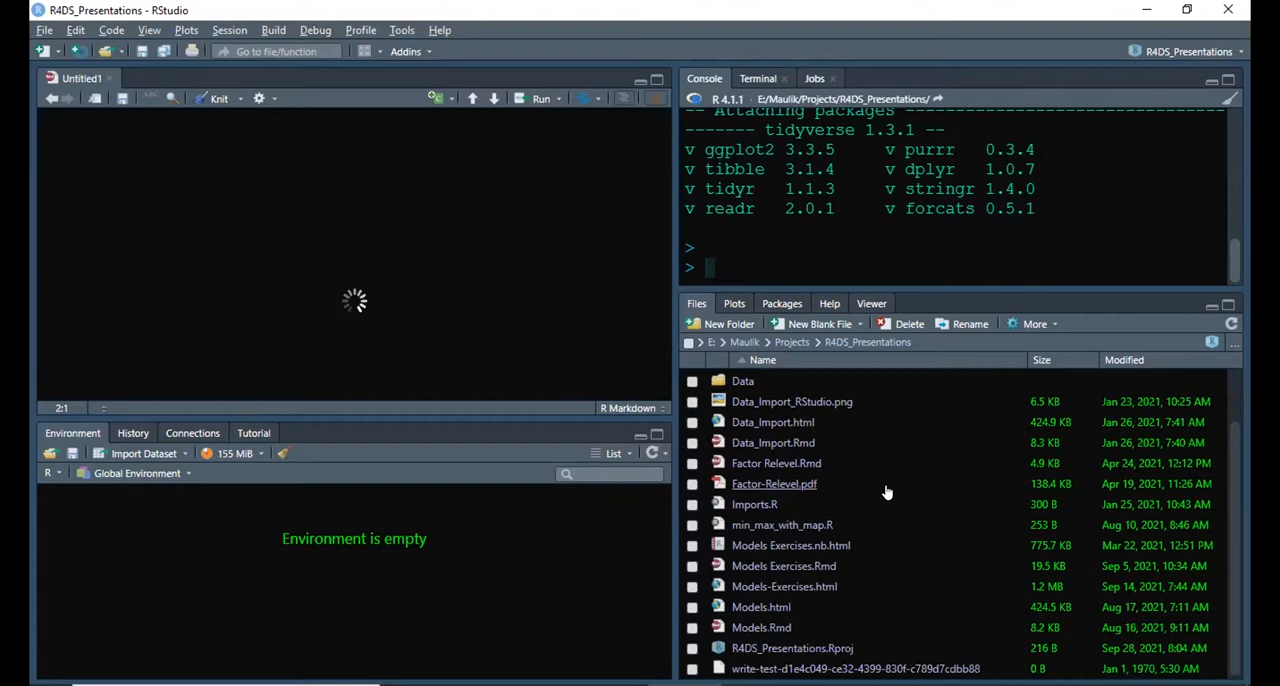 R4DS_Presentations - RStudio
File Edit Code View Plots Session Build Debug Profile Tools Help
Go to file/function Addins R4DS_Presentations
Untitled1
Knit Run
2:1 R Markdown
Environment History Connections Tutorial
Import Dataset 155 MiB List
R Global Environment
Environment is empty
Console Terminal Jobs
R 4.1.1 · E:/Maulik/Projects/R4DS_Presentations/
-- Attaching packages ---------------------------------
------- tidyverse 1.3.1 --
v ggplot2 3.3.5 v purrr 0.3.4
v tibble 3.1.4 v dplyr 1.0.7
v tidyr 1.1.3 v stringr 1.4.0
v readr 2.0.1 v forcats 0.5.1
>
>
Files Plots Packages Help Viewer
New Folder New Blank File Delete Rename More
E: > Maulik > Projects > R4DS_Presentations ...
Name Size Modified
Data
Data_Import_RStudio.png 6.5 KB Jan 23, 2021, 10:25 AM
Data_Import.html 424.9 KB Jan 26, 2021, 7:41 AM
Data_Import.Rmd 8.3 KB Jan 26, 2021, 7:40 AM
Factor Relevel.Rmd 4.9 KB Apr 24, 2021, 12:12 PM
Factor-Relevel.pdf 138.4 KB Apr 19, 2021, 11:26 AM
Imports.R 300 B Jan 25, 2021, 10:43 AM
min_max_with_map.R 253 B Aug 10, 2021, 8:46 AM
Models Exercises.nb.html 775.7 KB Mar 22, 2021, 12:51 PM
Models Exercises.Rmd 19.5 KB Sep 5, 2021, 10:34 AM
Models-Exercises.html 1.2 MB Sep 14, 2021, 7:44 AM
Models.html 424.5 KB Aug 17, 2021, 7:11 AM
Models.Rmd 8.2 KB Aug 16, 2021, 9:11 AM
R4DS_Presentations.Rproj 216 B Sep 28, 2021, 8:04 AM
write-test-d1e4c049-ce32-4399-830f-c789d7cdbb88 0 B Jan 1, 1970, 5:30 AM